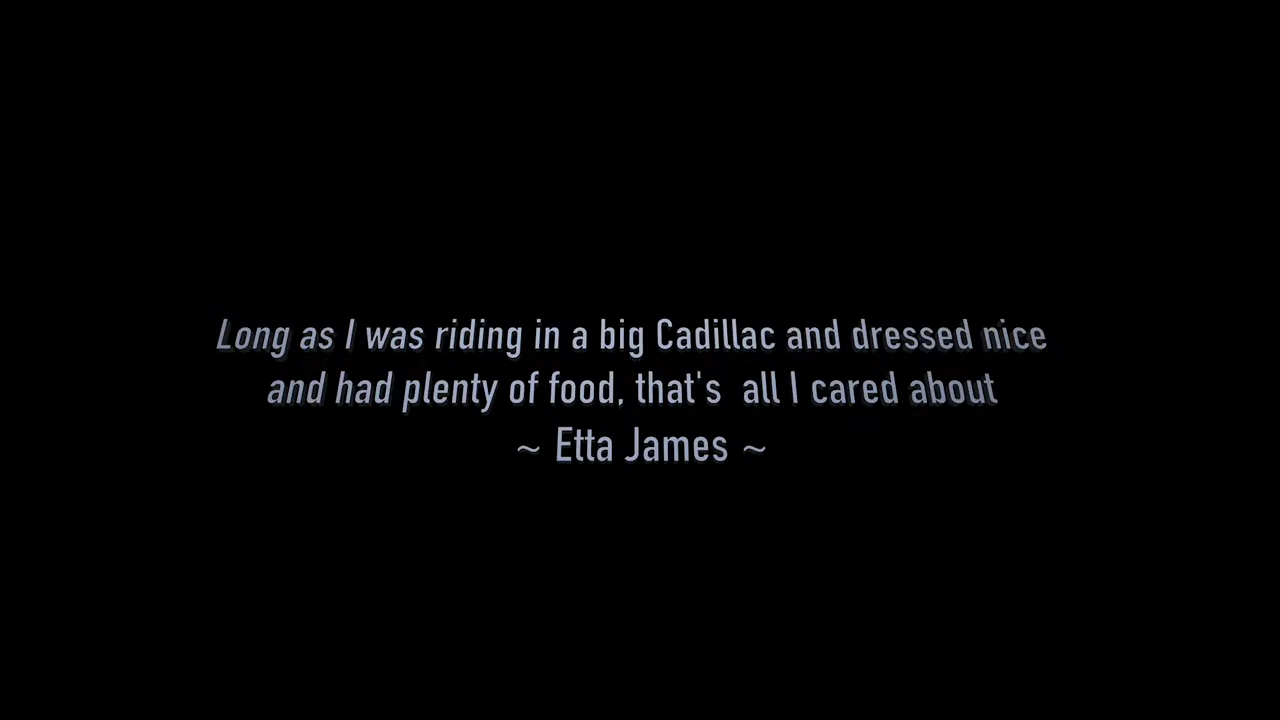 Long as I was riding in a big Cadillac and dressed nice
and had plenty of food, that's  all I cared about
~ Etta James ~